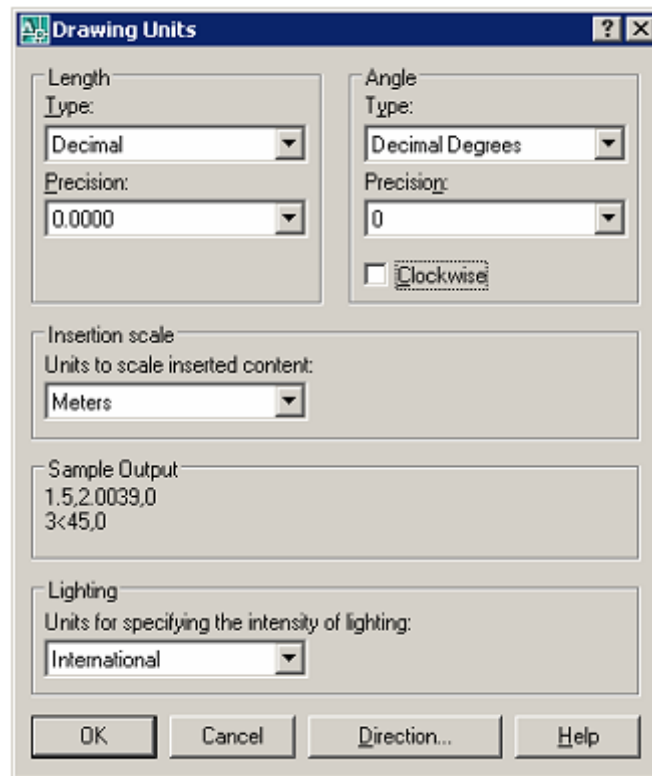 Drawing Units
Length
Type:
Decimal
Precision:
0.0000
Angle
Type:
Decimal Degrees
Precision:
0
Clockwise
Insertion scale
Units to scale inserted content:
Meters
Sample Output
1.5,2.0039,0
3<45,0
Lighting
Units for specifying the intensity of lighting:
International
OK Cancel Direction... Help